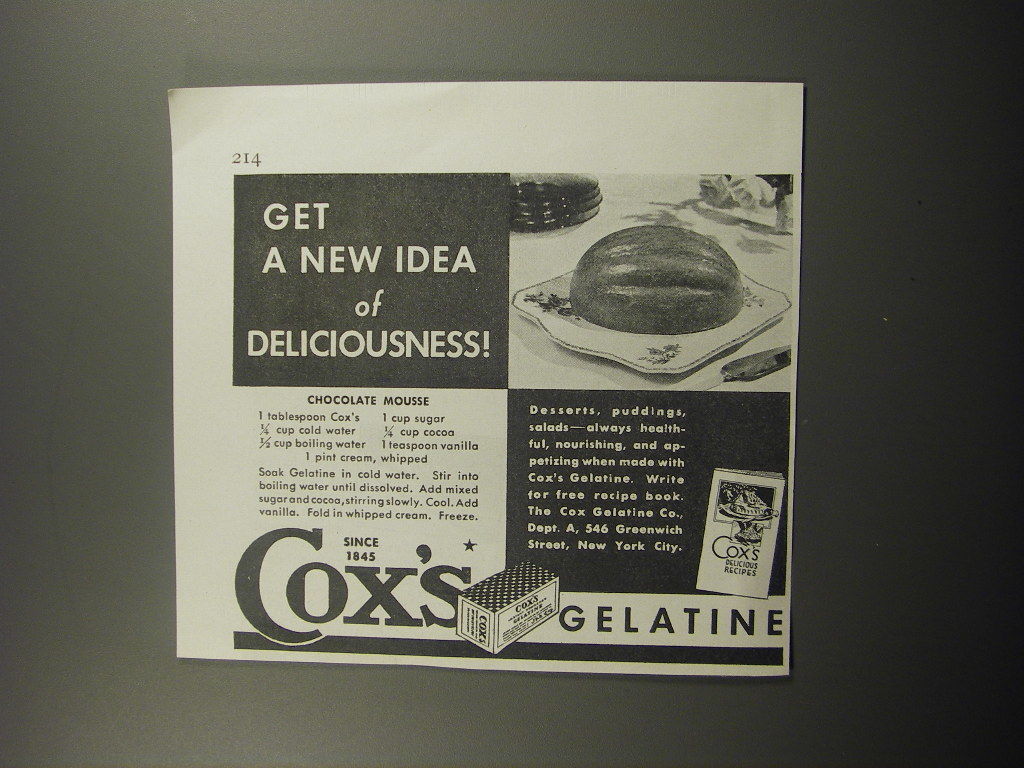 214
GET
A NEW IDEA
of
DELICIOUSNESS!
CHOCOLATE MOUSSE
1 tablespoon Cox's 1 cup sugar
¼ cup cold water ¼ cup cocoa
½ cup boiling water 1 teaspoon vanilla
1 pint cream, whipped
Soak Gelatine in cold water. Stir into
boiling water until dissolved. Add mixed
sugar and cocoa, stirring slowly. Cool. Add
vanilla. Fold in whipped cream. Freeze.
Desserts, puddings,
salads—always health-
ful, nourishing, and ap-
petizing when made with
Cox's Gelatine. Write
for free recipe book.
The Cox Gelatine Co.,
Dept. A, 546 Greenwich
Street, New York City.
COX'S
DELICIOUS
RECIPES
SINCE
1845
COX'S
COX'S
GELATINE
COX'S
GELATINE